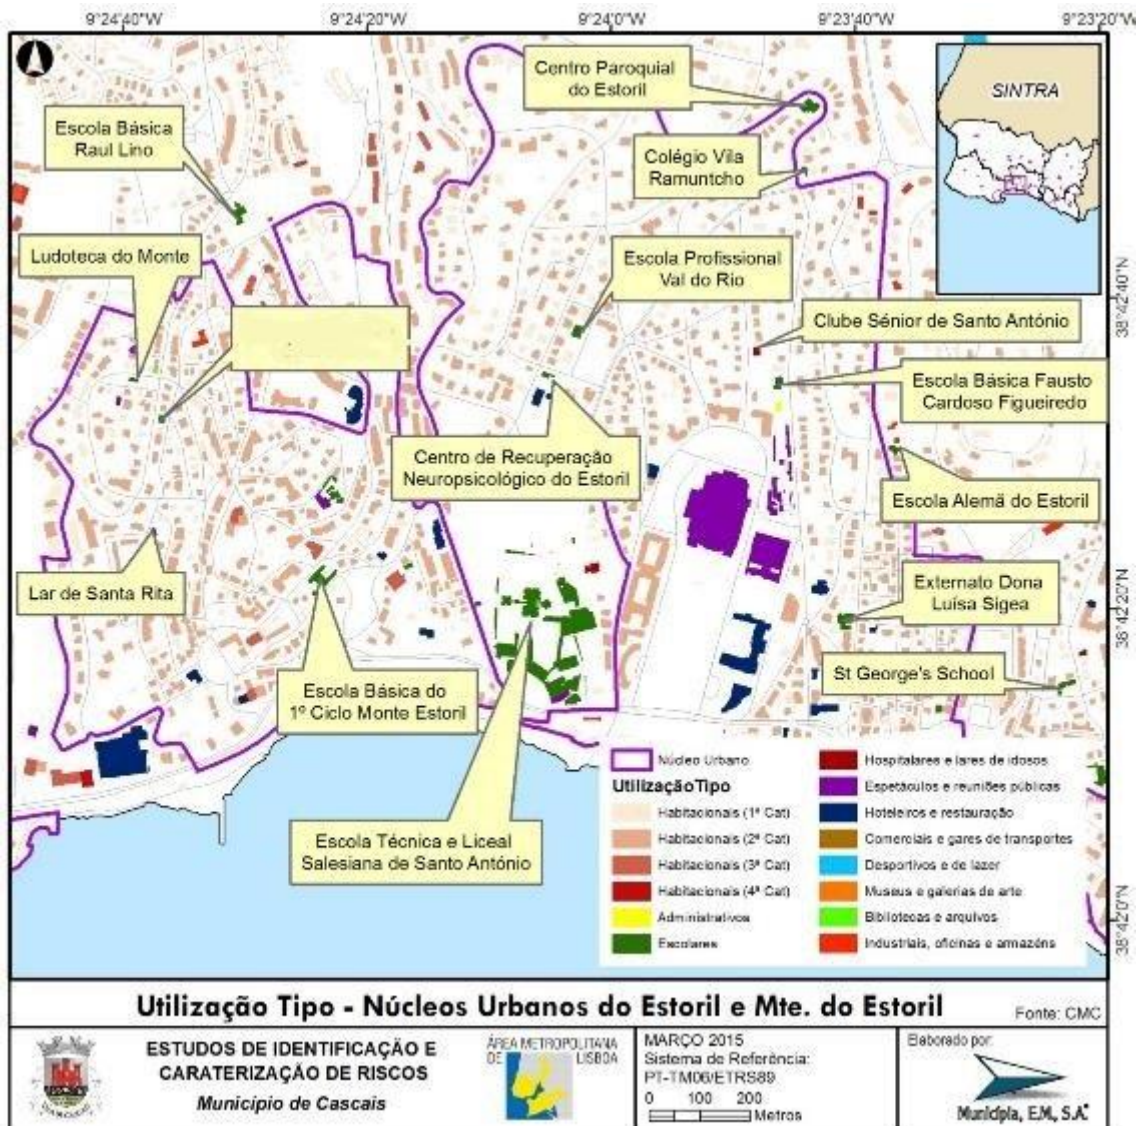 9°24'40"W
9°24'20"W
9°24'0"W
9°23'40"W
9°23'20"W
Centro Paroquial
do Estoril
SINTRA
Escola Básica
Raul Lino
Colégio Vila
Ramuntcho
Ludoteca do Monte
Escola Profissional
Val do Rio
38°42'40"N
Clube Sénior de Santo António
Escola Básica Fausto
Cardoso Figueiredo
Centro de Recuperação
Neuropsicológico do Estoril
Escola Alemã do Estoril
Lar de Santa Rita
Externato Dona
Luísa Sigea
38°42'20"N
St George's School
Escola Básica do
1º Ciclo Monte Estoril
Escola Técnica e Liceal
Salesiana de Santo António
Núcleo Urbano
UtilizaçãoTipo
Habitacionais (1ª Cat)
Habitacionais (2ª Cat)
Habitacionais (3ª Cat)
Habitacionais (4ª Cat)
Administrativos
Escolares
Hospitalares e lares de idosos
Espetáculos e reuniões públicas
Hoteleiros e restauração
Comerciais e gares de transportes
Desportivos e de lazer
Museus e galerias de arte
Bibliotecas e arquivos
Industriais, oficinas e armazéns
38°42'0"N
Utilização Tipo - Núcleos Urbanos do Estoril e Mte. do Estoril
Fonte: CMC
ESTUDOS DE IDENTIFICAÇÃO E
CARATERIZAÇÃO DE RISCOS
Município de Cascais
ÁREA METROPOLITANA
DE LISBOA
MARÇO 2015
Sistema de Referência:
PT-TM06/ETRS89
0 100 200
Metros
Elaborado por:
Municípia, E.M., S.A.